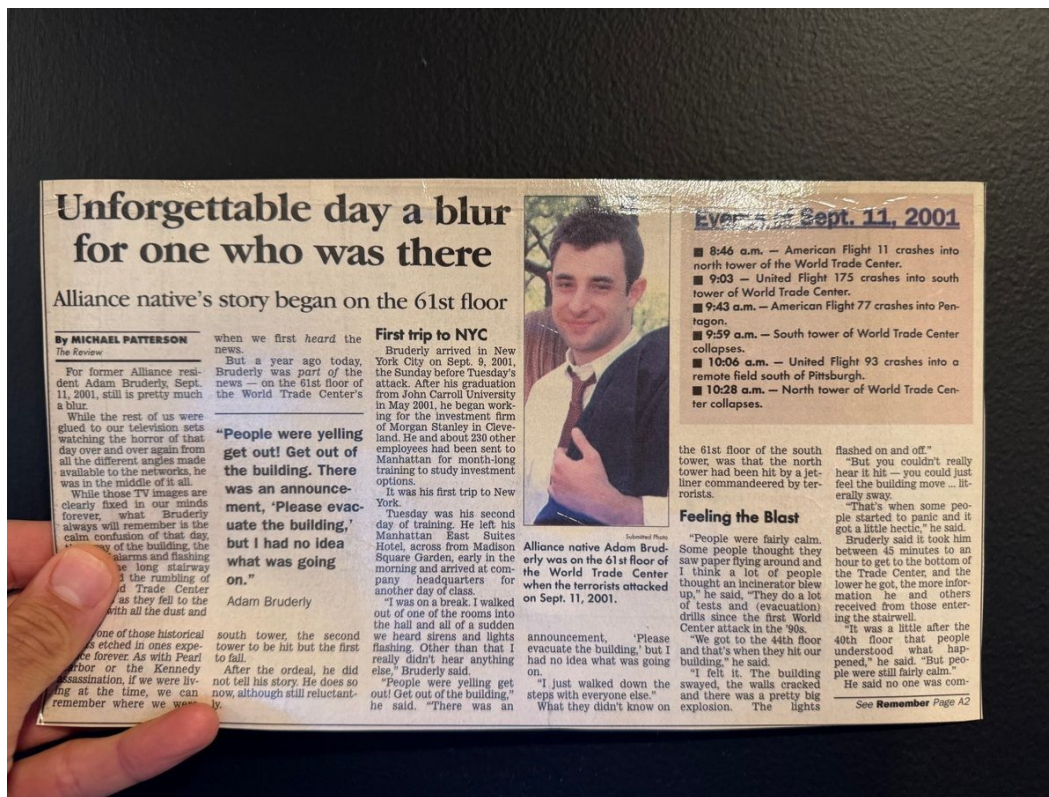 Unforgettable day a blur
for one who was there
Alliance native's story began on the 61st floor
By MICHAEL PATTERSON
The Review
For former Alliance resi-
dent Adam Bruderly, Sept.
11, 2001, still is pretty much
a blur.
While the rest of us were
glued to our television sets
watching the horror of that
day over and over again from
all the different angles made
available to the networks, he
was in the middle of it all.
While those TV images are
clearly fixed in our minds
forever, what Bruderly
always will remember is the
calm confusion of that day,
of the building, the
alarms and flashing
long stairway
the rumbling of
Trade Center
as they fell to the
with all the dust and
one of those historical
etched in ones expe-
forever. As with Pearl
or the Kennedy
assassination, if we were liv-
ing at the time, we can
remember where we were
when we first heard the
news.
But a year ago today,
Bruderly was part of the
news — on the 61st floor of
the World Trade Center's
"People were yelling
get out! Get out of
the building. There
was an announce-
ment, 'Please evac-
uate the building,'
but I had no idea
what was going
on."
Adam Bruderly
south tower, the second
tower to be hit but the first
to fall.
After the ordeal, he did
not tell his story. He does so
now, although still reluctant-
ly.
First trip to NYC
Bruderly arrived in New
York City on Sept. 9, 2001,
the Sunday before Tuesday's
attack. After his graduation
from John Carroll University
in May 2001, he began work-
ing for the investment firm
of Morgan Stanley in Cleve-
land. He and about 230 other
employees had been sent to
Manhattan for month-long
training to study investment
options.
It was his first trip to New
York.
Tuesday was his second
day of training. He left his
Manhattan East Suites
Hotel, across from Madison
Square Garden, early in the
morning and arrived at com-
pany headquarters for
another day of class.
"I was on a break. I walked
out of one of the rooms into
the hall and all of a sudden
we heard sirens and lights
flashing. Other than that I
really didn't hear anything
else," Bruderly said.
"People were yelling get
out! Get out of the building,"
he said. "There was an
Submitted Photo
Alliance native Adam Brud-
erly was on the 61st floor of
the World Trade Center
when the terrorists attacked
on Sept. 11, 2001.
announcement, 'Please
evacuate the building,' but I
had no idea what was going
on.
"I just walked down the
steps with everyone else."
What they didn't know on
Events of Sept. 11, 2001
■ 8:46 a.m. — American Flight 11 crashes into
north tower of the World Trade Center.
■ 9:03 — United Flight 175 crashes into south
tower of World Trade Center.
■ 9:43 a.m. — American Flight 77 crashes into Pen-
tagon.
■ 9:59 a.m. — South tower of World Trade Center
collapses.
■ 10:06 a.m. — United Flight 93 crashes into a
remote field south of Pittsburgh.
■ 10:28 a.m. — North tower of World Trade Cen-
ter collapses.
the 61st floor of the south
tower, was that the north
tower had been hit by a jet-
liner commandeered by ter-
rorists.
Feeling the Blast
"People were fairly calm.
Some people thought they
saw paper flying around and
I think a lot of people
thought an incinerator blew
up," he said, "They do a lot
of tests and (evacuation)
drills since the first World
Center attack in the '90s.
"We got to the 44th floor
and that's when they hit our
building," he said.
"I felt it. The building
swayed, the walls cracked
and there was a pretty big
explosion. The lights
flashed on and off."
"But you couldn't really
hear it hit — you could just
feel the building move ... lit-
erally sway.
"That's when some peo-
ple started to panic and it
got a little hectic," he said.
Bruderly said it took him
between 45 minutes to an
hour to get to the bottom of
the Trade Center, and the
lower he got, the more infor-
mation he and others
received from those enter-
ing the stairwell.
"It was a little after the
40th floor that people
understood what hap-
pened," he said. "But peo-
ple were still fairly calm."
He said no one was com-
See Remember Page A2